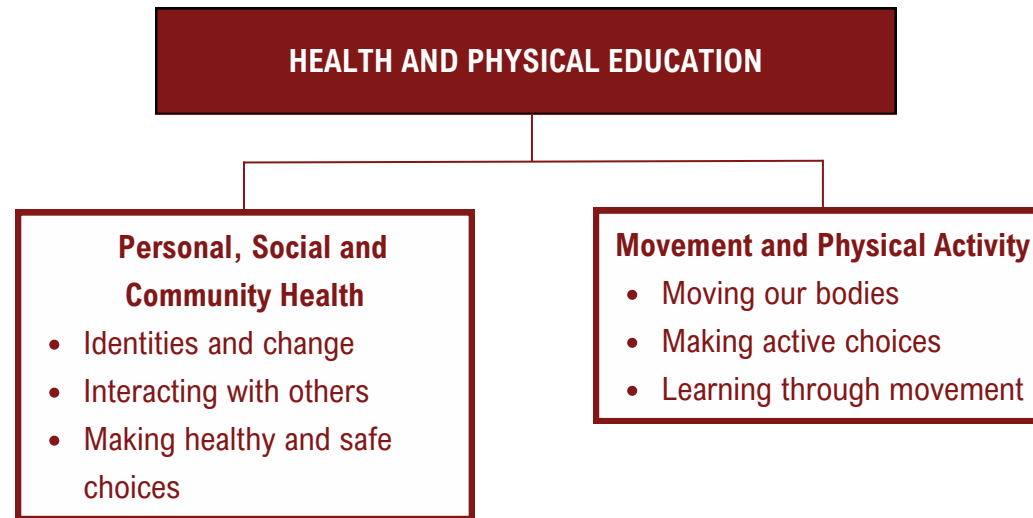 HEALTH AND PHYSICAL EDUCATION
Personal, Social and
Community Health
• Identities and change
• Interacting with others
• Making healthy and safe
choices
Movement and Physical Activity
• Moving our bodies
• Making active choices
• Learning through movement